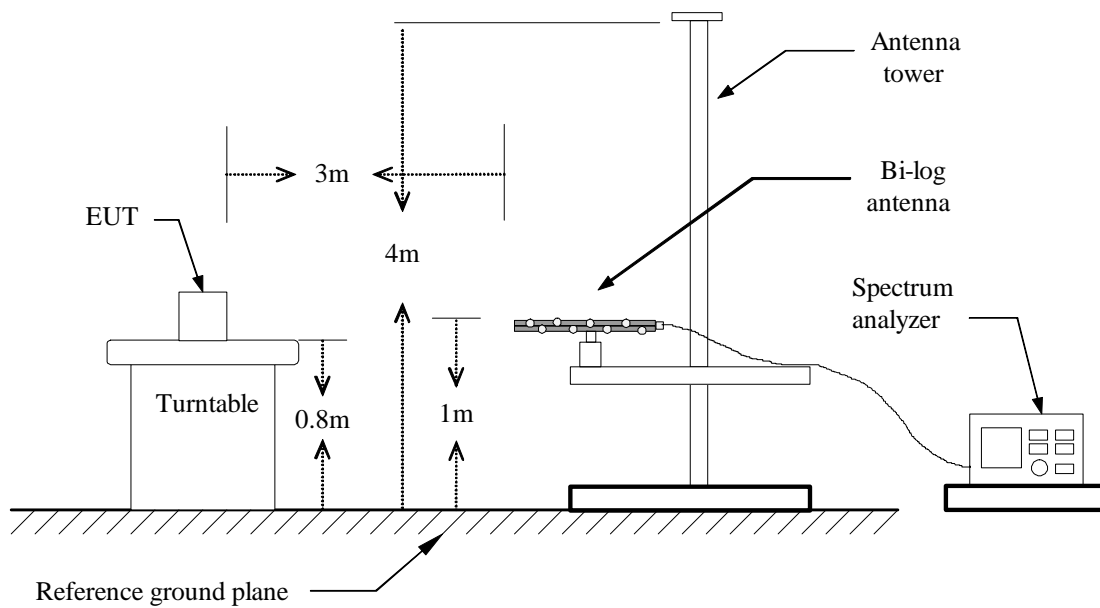 Antenna
tower
3m
Bi-log
antenna
EUT
4m
Spectrum
analyzer
Turntable
0.8m
1m
Reference ground plane